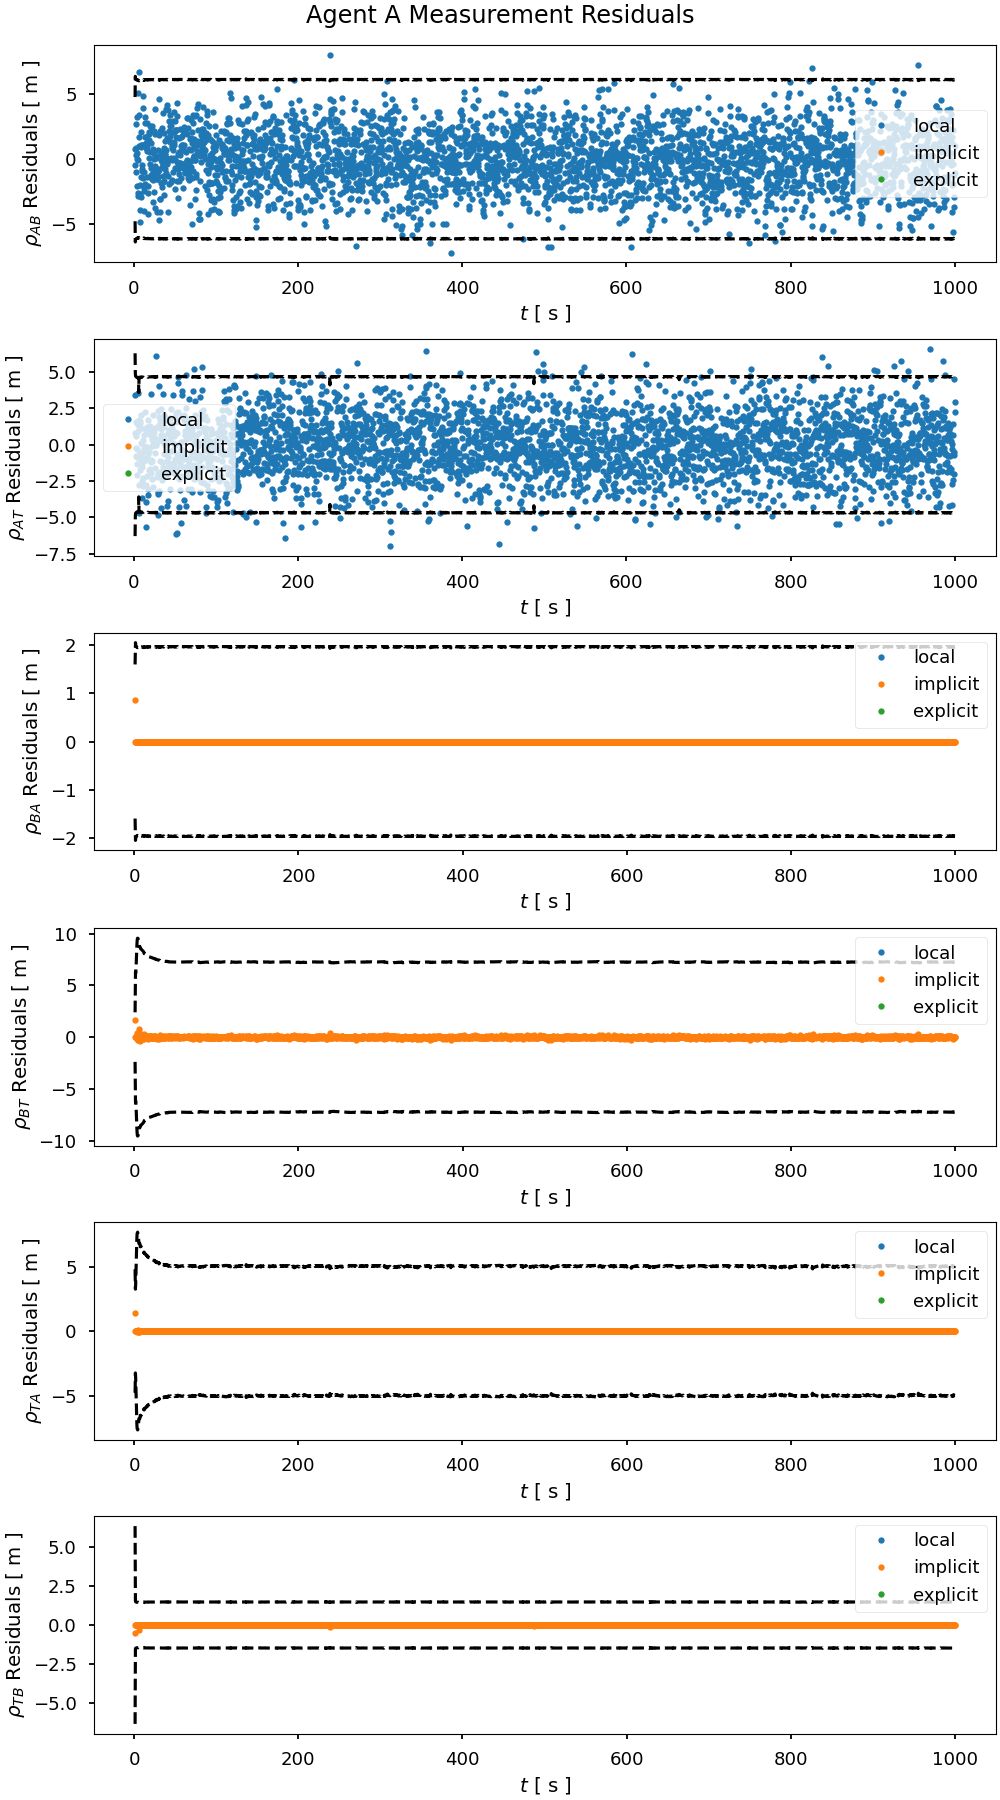 Agent A Measurement Residuals
ρ_AB Residuals [ m ]
5
0
−5
local
implicit
explicit
0 200 400 600 800 1000
t [ s ]
ρ_AT Residuals [ m ]
5.0
2.5
0.0
−2.5
−5.0
−7.5
local
implicit
explicit
0 200 400 600 800 1000
t [ s ]
ρ_BA Residuals [ m ]
2
1
0
−1
−2
local
implicit
explicit
0 200 400 600 800 1000
t [ s ]
ρ_BT Residuals [ m ]
10
5
0
−5
−10
local
implicit
explicit
0 200 400 600 800 1000
t [ s ]
ρ_TA Residuals [ m ]
5
0
−5
local
implicit
explicit
0 200 400 600 800 1000
t [ s ]
ρ_TB Residuals [ m ]
5.0
2.5
0.0
−2.5
−5.0
local
implicit
explicit
0 200 400 600 800 1000
t [ s ]